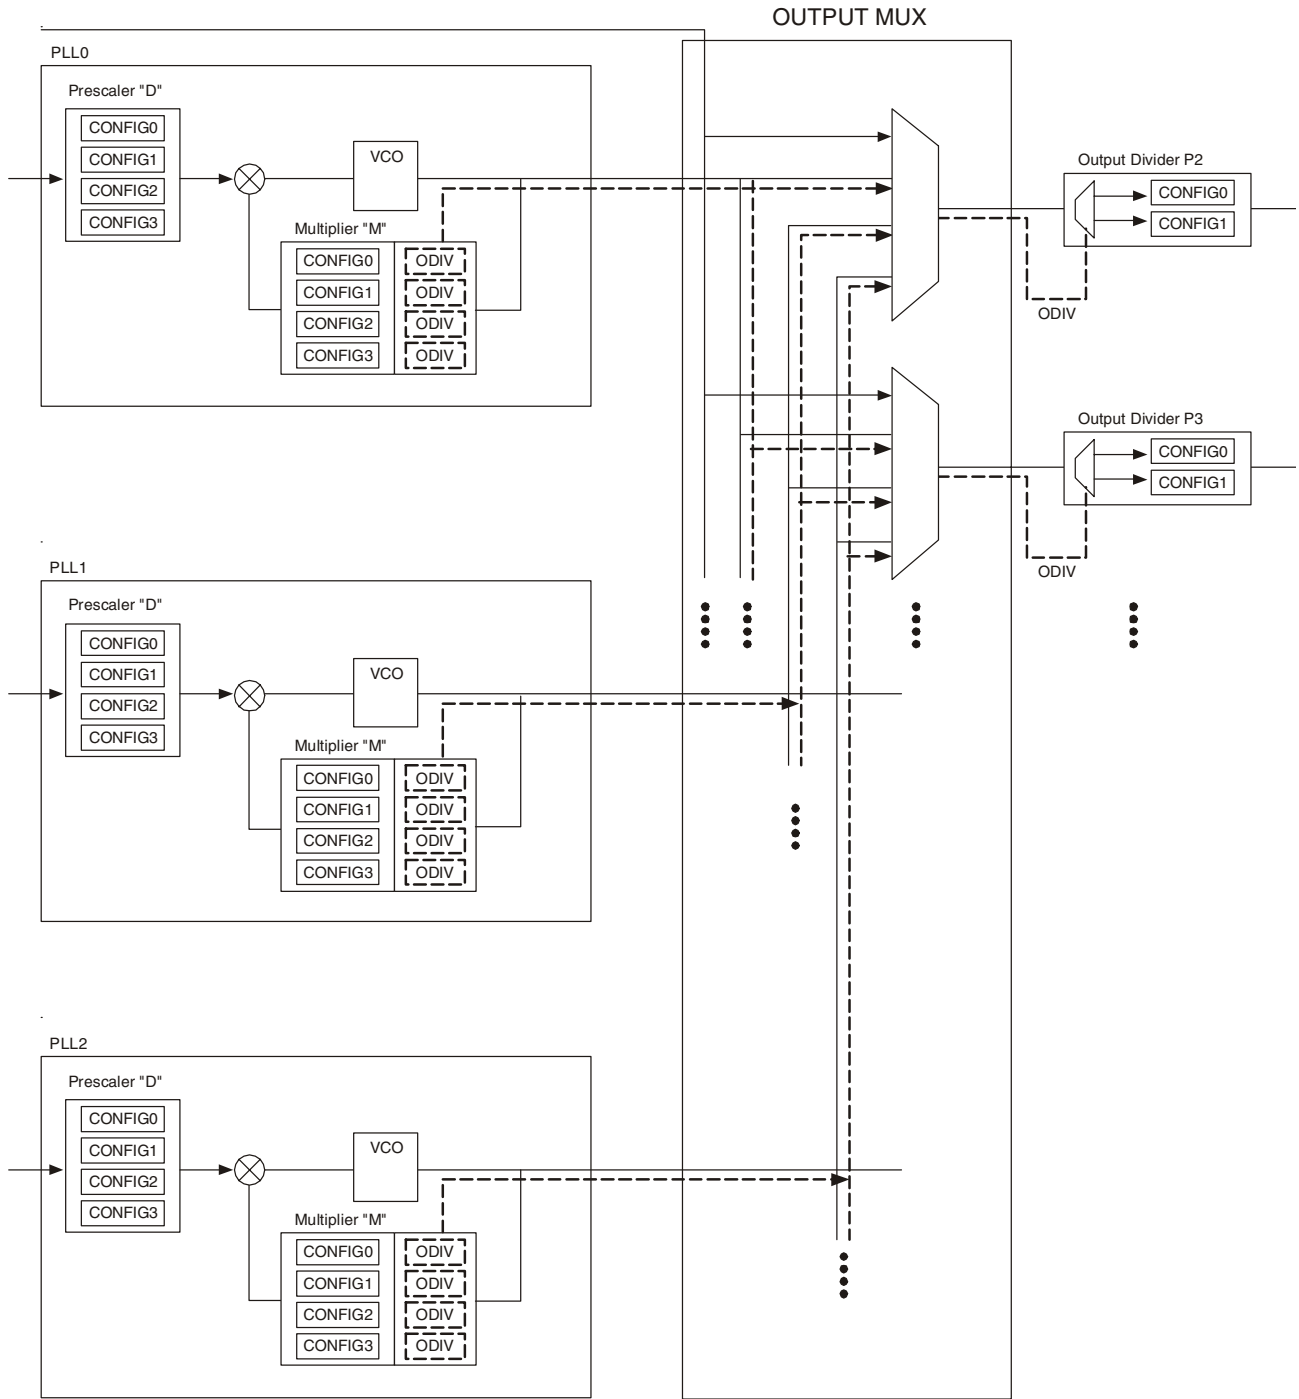 OUTPUT MUX
PLL0
Prescaler "D"
CONFIG0
CONFIG1
CONFIG2
CONFIG3
VCO
Multiplier "M"
CONFIG0 ODIV
CONFIG1 ODIV
CONFIG2 ODIV
CONFIG3 ODIV
Output Divider P2
CONFIG0
CONFIG1
ODIV
Output Divider P3
CONFIG0
CONFIG1
ODIV
PLL1
Prescaler "D"
CONFIG0
CONFIG1
CONFIG2
CONFIG3
VCO
Multiplier "M"
CONFIG0 ODIV
CONFIG1 ODIV
CONFIG2 ODIV
CONFIG3 ODIV
PLL2
Prescaler "D"
CONFIG0
CONFIG1
CONFIG2
CONFIG3
VCO
Multiplier "M"
CONFIG0 ODIV
CONFIG1 ODIV
CONFIG2 ODIV
CONFIG3 ODIV